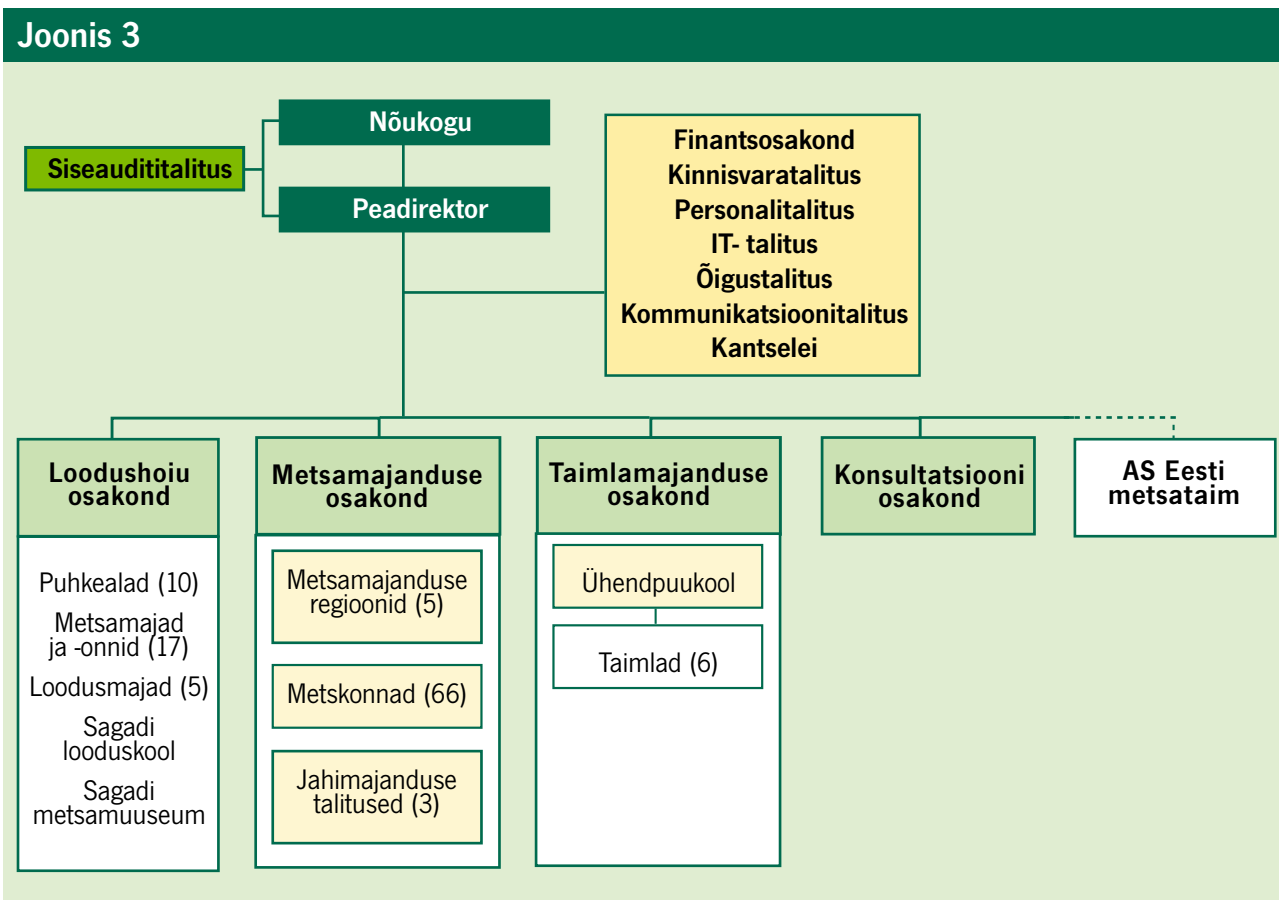 Joonis 3
Nõukogu
Siseaudititalitus
Peadirektor
Finantsosakond
Kinnisvaratalitus
Personalitalitus
IT- talitus
Õigustalitus
Kommunikatsioonitalitus
Kantselei
Loodushoiu
osakond
Puhkealad (10)
Metsamajad
ja -onnid (17)
Loodusmajad (5)
Sagadi
looduskool
Sagadi
metsamuuseum
Metsamajanduse
osakond
Metsamajanduse
regioonid (5)
Metskonnad (66)
Jahimajanduse
talitused (3)
Taimlamajanduse
osakond
Ühendpuukool
Taimlad (6)
Konsultatsiooni
osakond
AS Eesti
metsataim